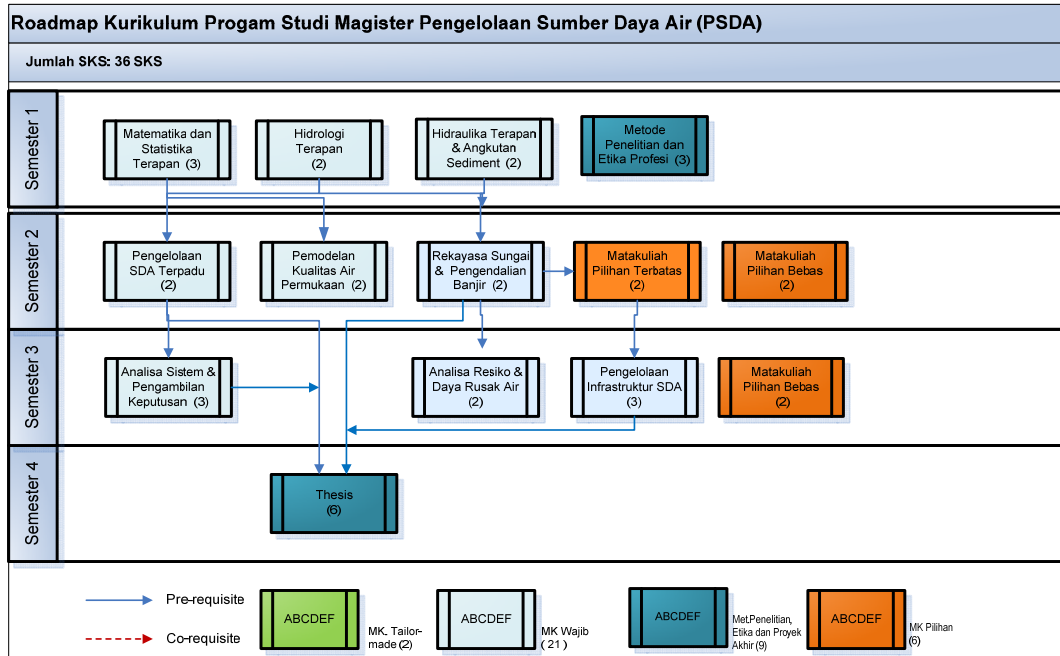 Roadmap Kurikulum Progam Studi Magister Pengelolaan Sumber Daya Air (PSDA)
Jumlah SKS: 36 SKS
Semester 1
Matematika dan
Statistika
Terapan (3)
Hidrologi
Terapan
(2)
Hidraulika Terapan
& Angkutan
Sediment (2)
Metode
Penelitian dan
Etika Profesi (3)
Semester 2
Pengelolaan
SDA Terpadu
(2)
Pemodelan
Kualitas Air
Permukaan (2)
Rekayasa Sungai
& Pengendalian
Banjir (2)
Matakuliah
Pilihan Terbatas
(2)
Matakuliah
Pilihan Bebas
(2)
Semester 3
Analisa Sistem &
Pengambilan
Keputusan (3)
Analisa Resiko &
Daya Rusak Air
(2)
Pengelolaan
Infrastruktur SDA
(3)
Matakuliah
Pilihan Bebas
(2)
Semester 4
Thesis
(6)
Pre-requisite
Co-requisite
ABCDEF
MK. Tailor-
made (2)
ABCDEF
MK Wajib
(21)
ABCDEF
Met.Penelitian,
Etika dan Proyek
Akhir (9)
ABCDEF
MK Pilihan
(6)